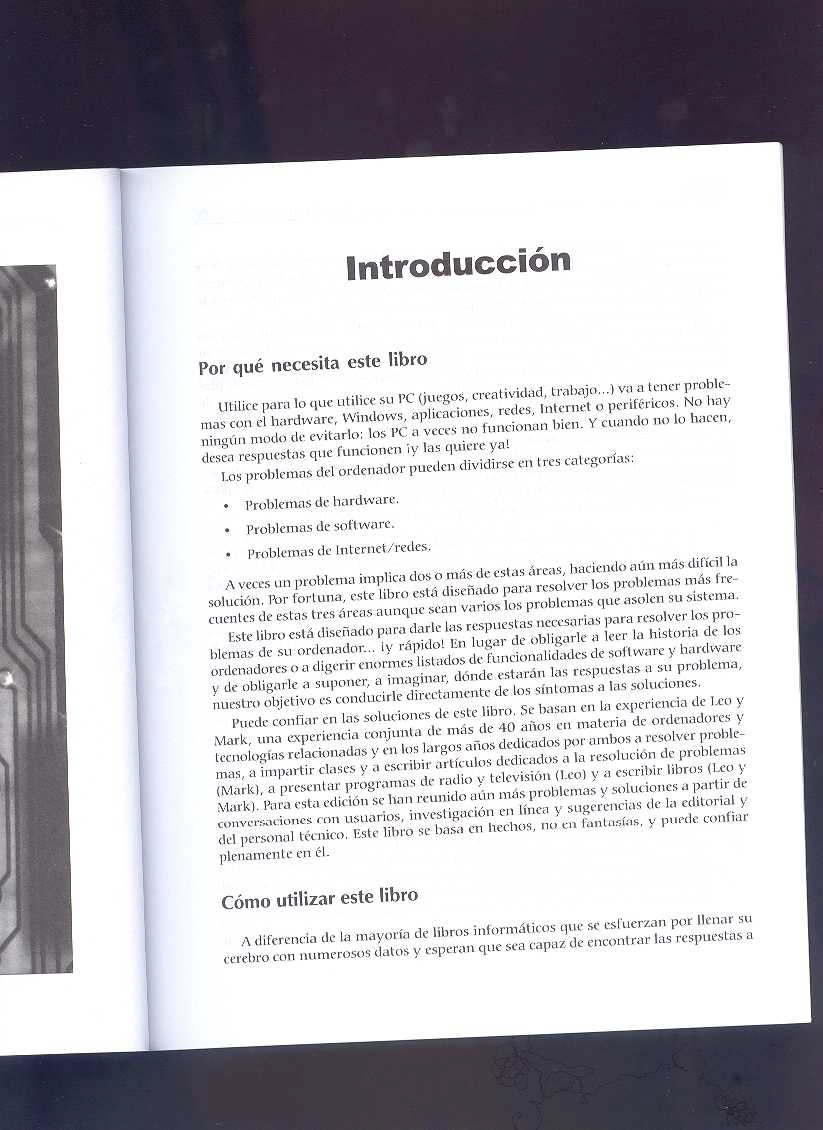 Introducción
Por qué necesita este libro
Utilice para lo que utilice su PC (juegos, creatividad, trabajo...) va a tener proble-
mas con el hardware, Windows, aplicaciones, redes, Internet o periféricos. No hay
ningún modo de evitarlo: los PC a veces no funcionan bien. Y cuando no lo hacen,
desea respuestas que funcionen ¡y las quiere ya!
Los problemas del ordenador pueden dividirse en tres categorías:
• Problemas de hardware.
• Problemas de software.
• Problemas de Internet/redes.
A veces un problema implica dos o más de estas áreas, haciendo aún más difícil la
solución. Por fortuna, este libro está diseñado para resolver los problemas más fre-
cuentes de estas tres áreas aunque sean varios los problemas que asolen su sistema.
Este libro está diseñado para darle las respuestas necesarias para resolver los pro-
blemas de su ordenador... ¡y rápido! En lugar de obligarle a leer la historia de los
ordenadores o a digerir enormes listados de funcionalidades de software y hardware
y de obligarle a suponer, a imaginar, dónde estarán las respuestas a su problema,
nuestro objetivo es conducirle directamente de los síntomas a las soluciones.
Puede confiar en las soluciones de este libro. Se basan en la experiencia de Leo y
Mark, una experiencia conjunta de más de 40 años en materia de ordenadores y
tecnologías relacionadas y en los largos años dedicados por ambos a resolver proble-
mas, a impartir clases y a escribir artículos dedicados a la resolución de problemas
(Mark), a presentar programas de radio y televisión (Leo) y a escribir libros (Leo y
Mark). Para esta edición se han reunido aún más problemas y soluciones a partir de
conversaciones con usuarios, investigación en línea y sugerencias de la editorial y
del personal técnico. Este libro se basa en hechos, no en fantasías, y puede confiar
plenamente en él.
Cómo utilizar este libro
A diferencia de la mayoría de libros informáticos que se esfuerzan por llenar su
cerebro con numerosos datos y esperan que sea capaz de encontrar las respuestas a